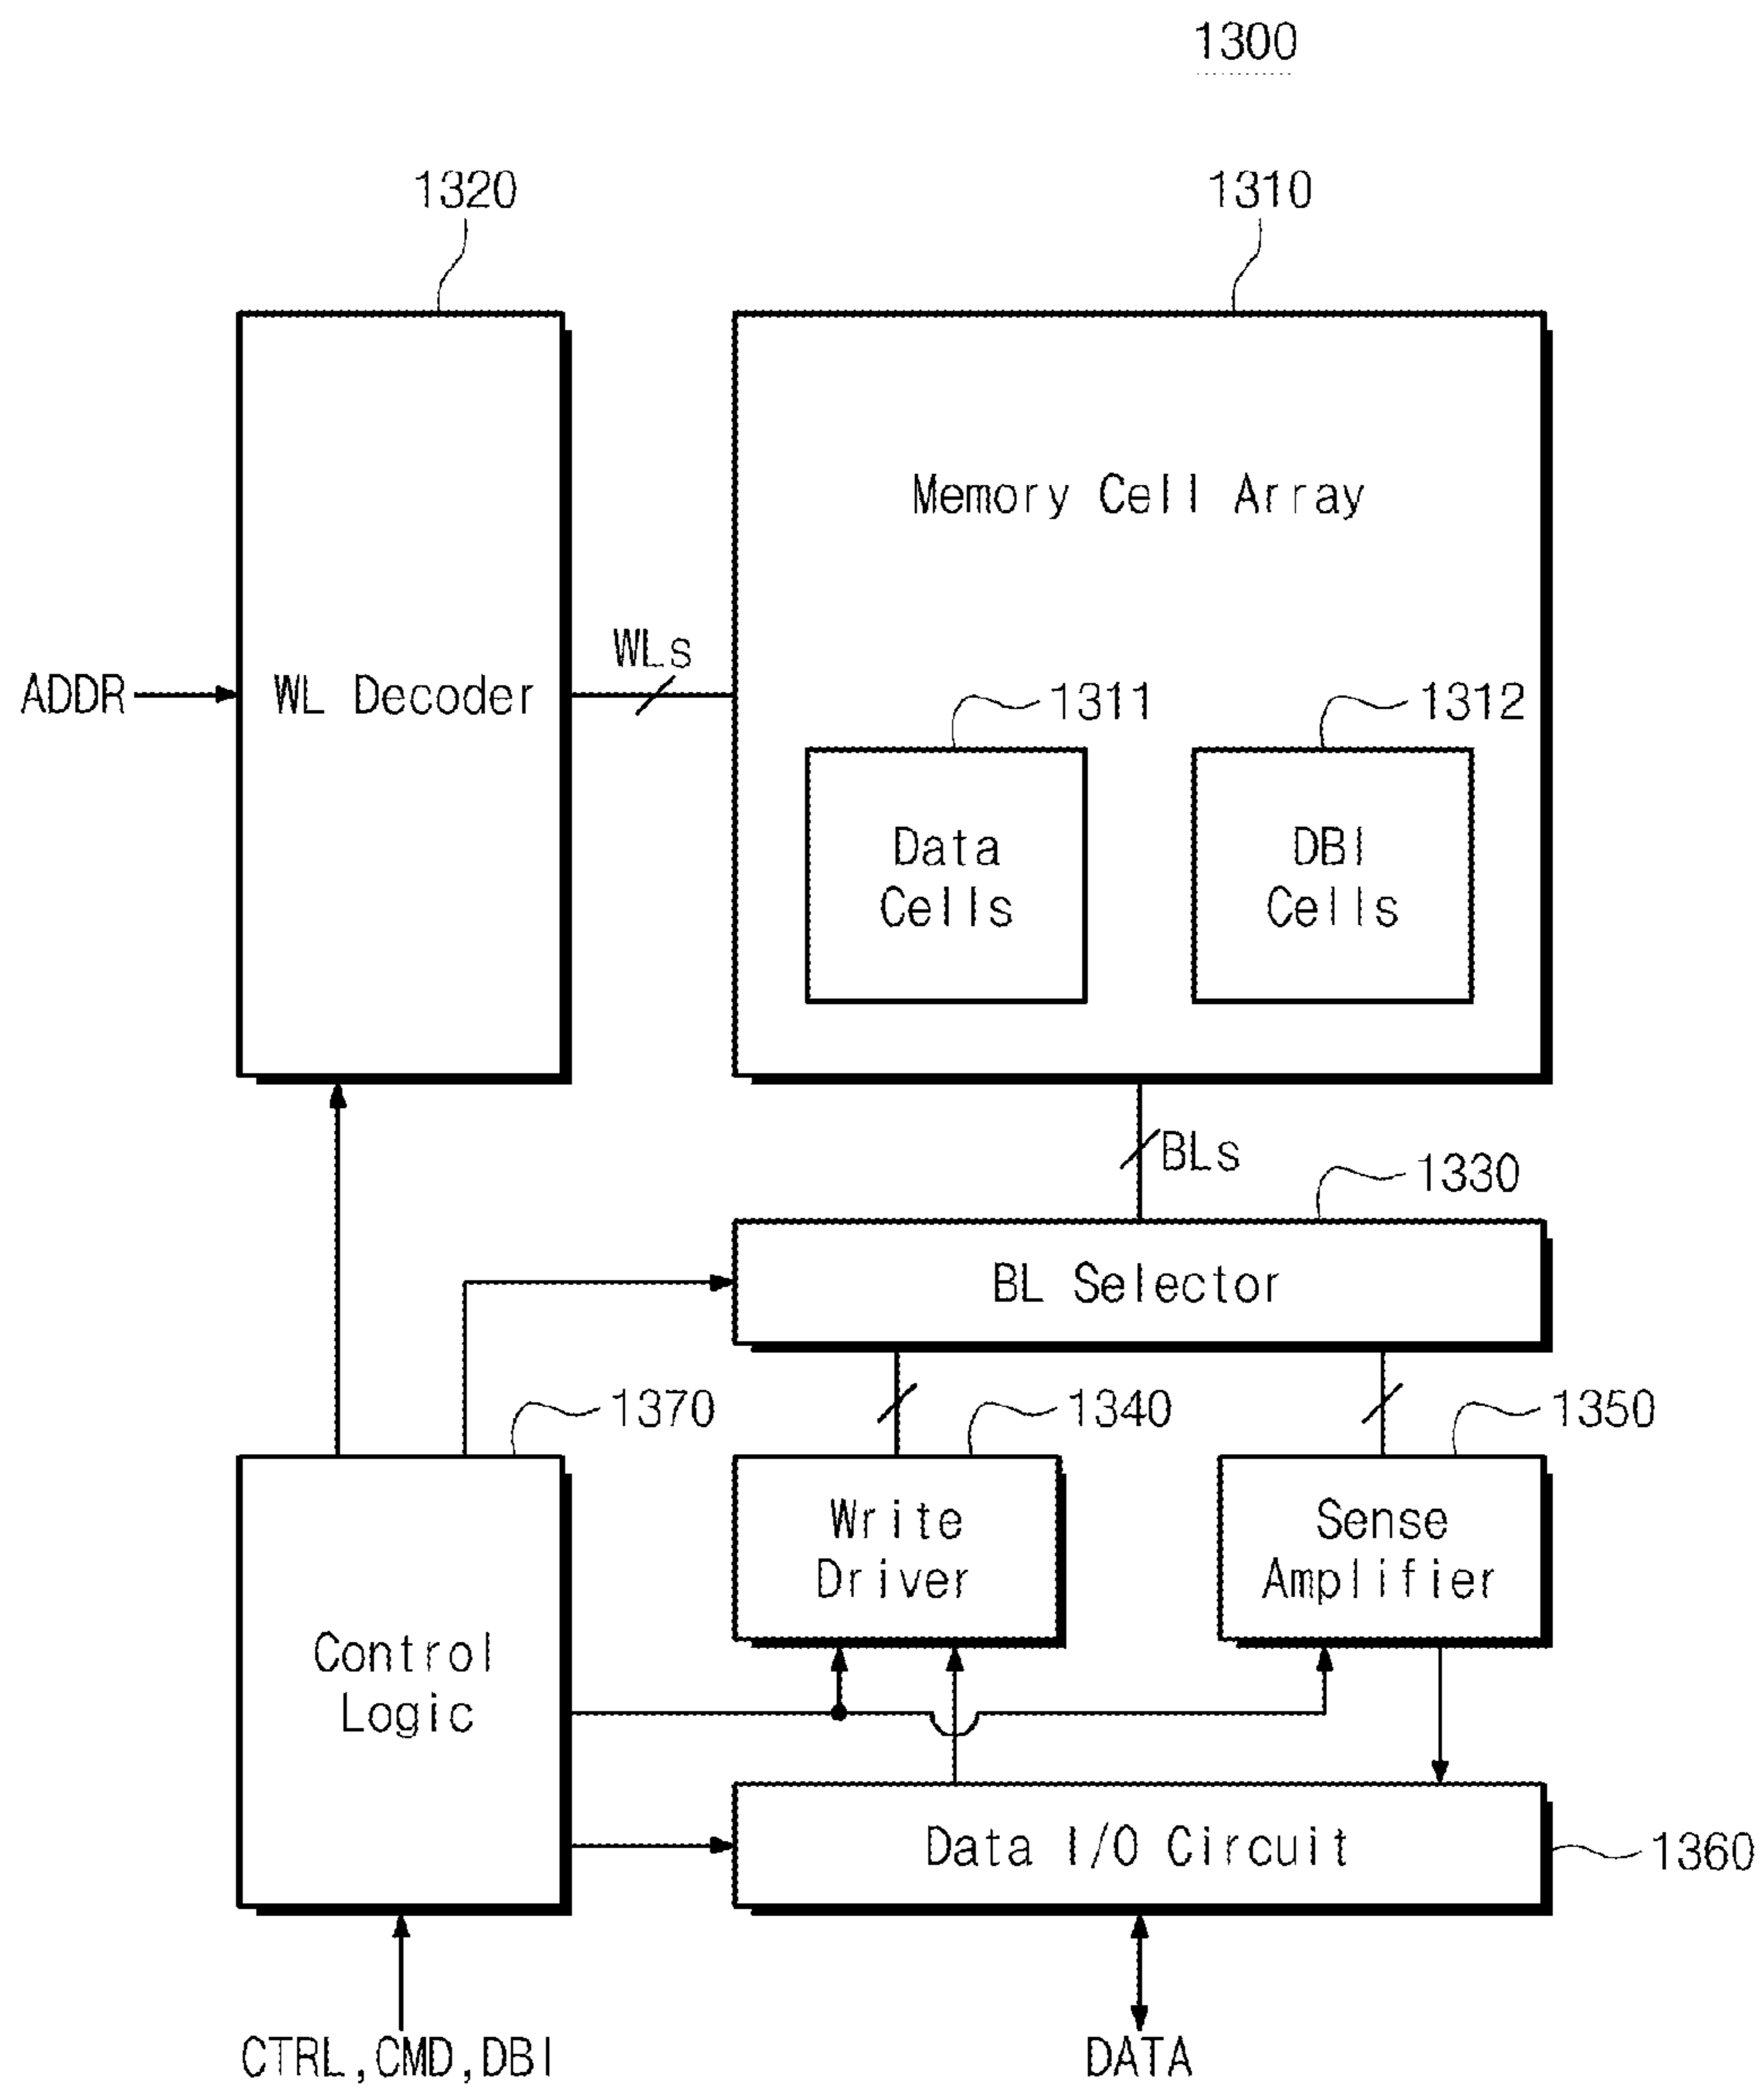 1300
1320
1310
Memory Cell Array
ADDR
WL Decoder
WLs
1311
1312
Data
Cells
DBI
Cells
BLs
1330
BL Selector
1370
1340
1350
Write
Driver
Sense
Amplifier
Control
Logic
Data I/O Circuit
1360
CTRL,CMD,DBI
DATA